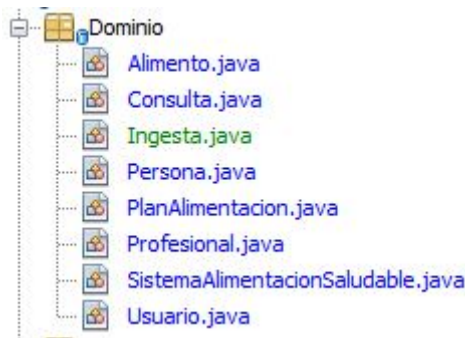 Dominio
Alimento.java
Consulta.java
Ingesta.java
Persona.java
PlanAlimentacion.java
Profesional.java
SistemaAlimentacionSaludable.java
Usuario.java